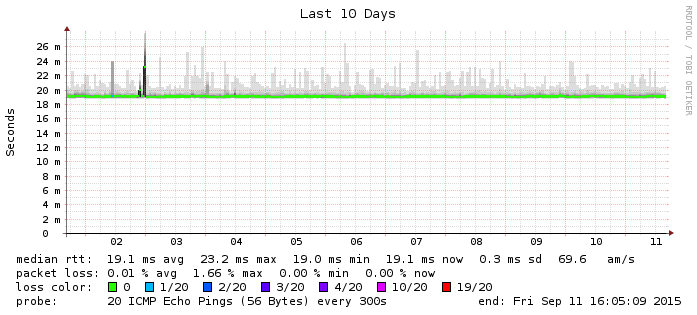 Last 10 Days
RRDTOOL / TOBI OETIKER
Seconds
26 m
24 m
22 m
20 m
18 m
16 m
14 m
12 m
10 m
8 m
6 m
4 m
2 m
0
02 03 04 05 06 07 08 09 10 11
median rtt: 19.1 ms avg 23.2 ms max 19.0 ms min 19.1 ms now 0.3 ms sd 69.6 am/s
packet loss: 0.01 % avg 1.66 % max 0.00 % min 0.00 % now
loss color: 0 1/20 2/20 3/20 4/20 10/20 19/20
probe: 20 ICMP Echo Pings (56 Bytes) every 300s end: Fri Sep 11 16:05:09 2015